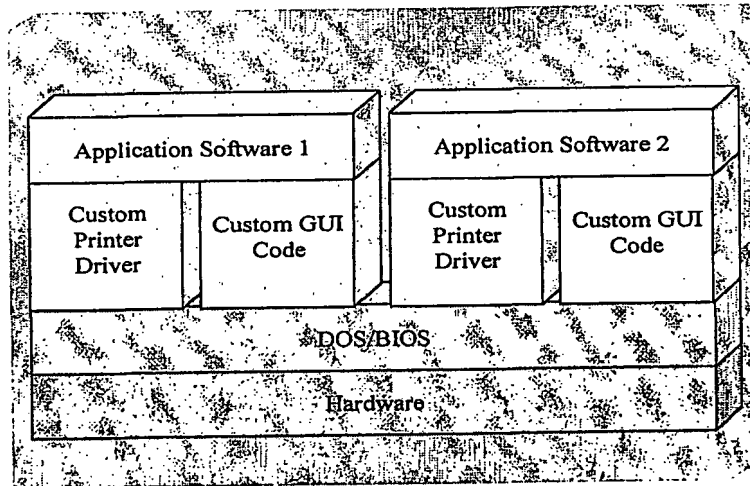 Application Software 1
Application Software 2
Custom
Printer
Driver
Custom GUI
Code
Custom
Printer
Driver
Custom GUI
Code
DOS/BIOS
Hardware